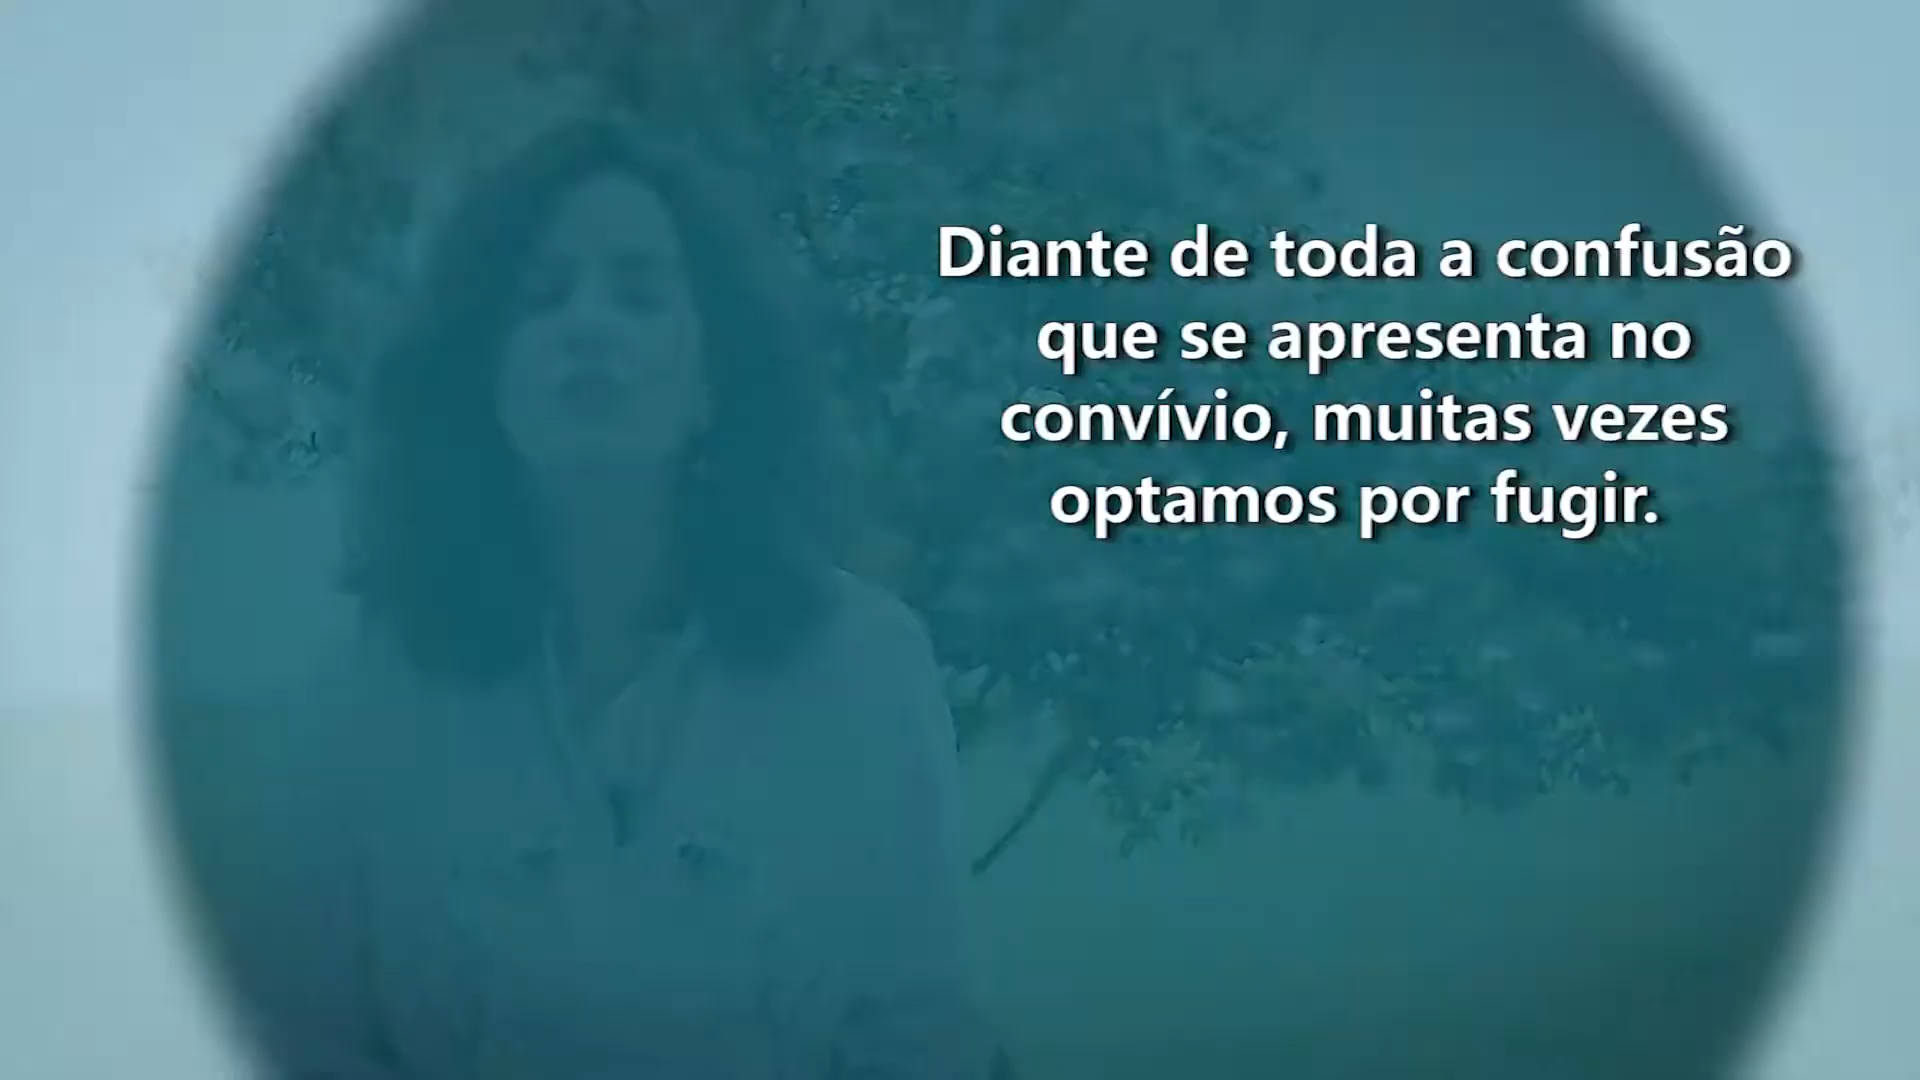 Diante de toda a confusão
que se apresenta no
convívio, muitas vezes
optamos por fugir.